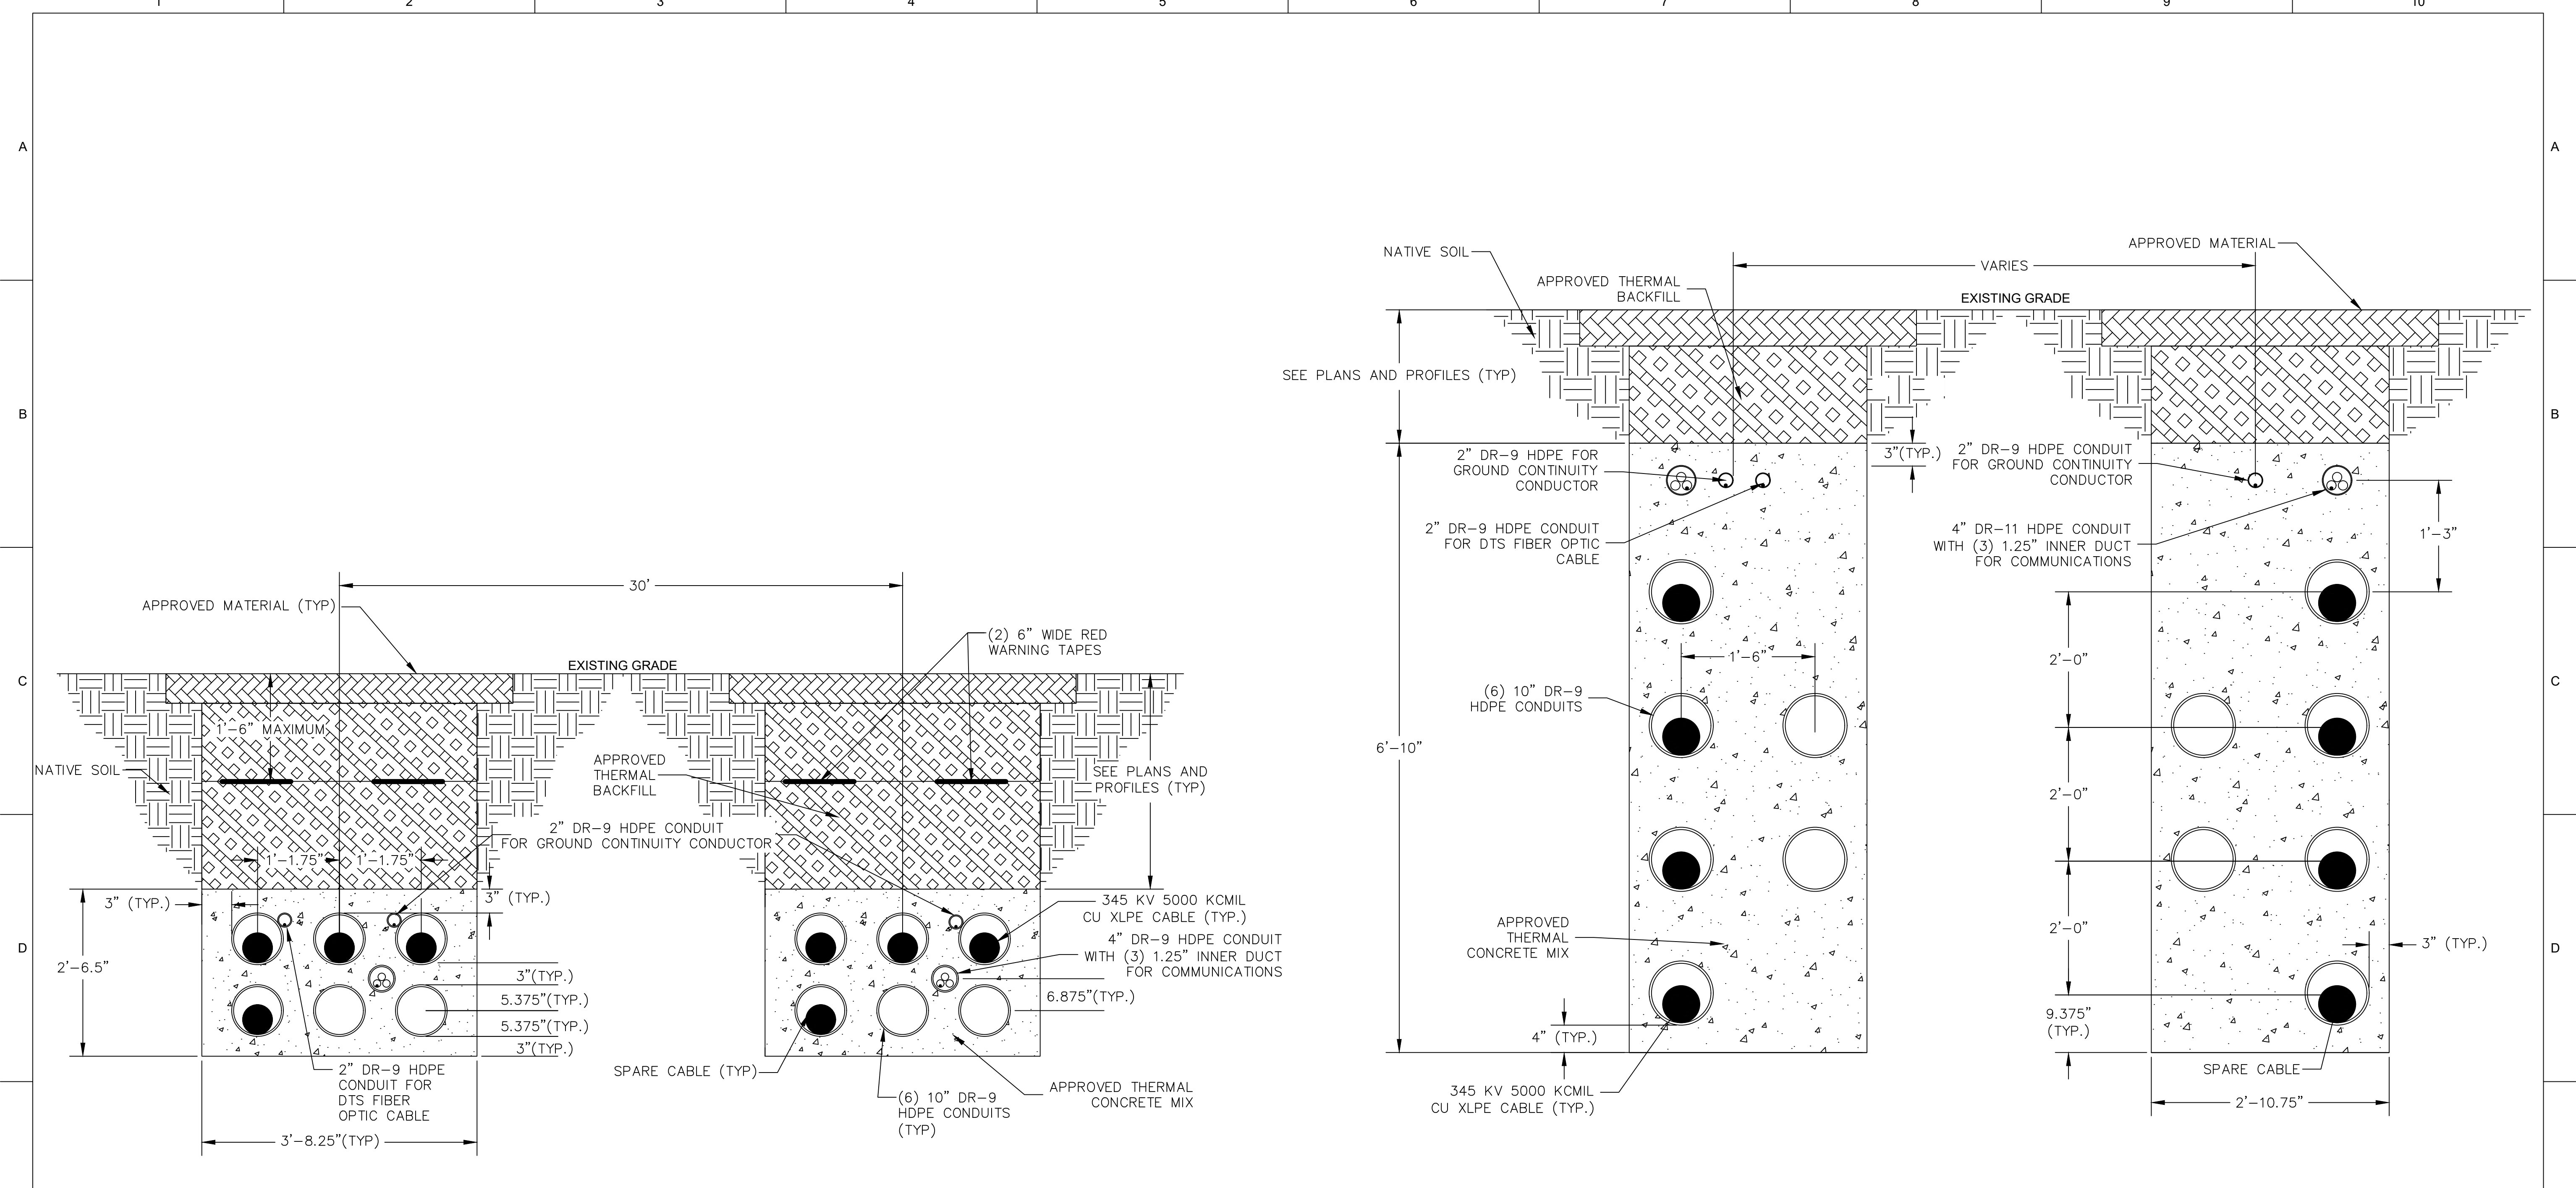 1 2 3 4 5 6 7 8 9 10
A
A
B
B
C
C
D
D
APPROVED MATERIAL (TYP)
30'
(2) 6" WIDE RED
WARNING TAPES
EXISTING GRADE
1'-6" MAXIMUM
NATIVE SOIL
APPROVED
THERMAL
BACKFILL
SEE PLANS AND
PROFILES (TYP)
2" DR-9 HDPE CONDUIT
FOR GROUND CONTINUITY CONDUCTOR
1'-1.75"
1'-1.75"
3" (TYP.)
3" (TYP.)
345 KV 5000 KCMIL
CU XLPE CABLE (TYP.)
4" DR-9 HDPE CONDUIT
WITH (3) 1.25" INNER DUCT
FOR COMMUNICATIONS
2'-6.5"
3"(TYP.)
5.375"(TYP.)
5.375"(TYP.)
3"(TYP.)
6.875"(TYP.)
2" DR-9 HDPE
CONDUIT FOR
DTS FIBER
OPTIC CABLE
SPARE CABLE (TYP)
(6) 10" DR-9
HDPE CONDUITS
(TYP)
APPROVED THERMAL
CONCRETE MIX
3'-8.25"(TYP)
NATIVE SOIL
APPROVED THERMAL
BACKFILL
VARIES
APPROVED MATERIAL
EXISTING GRADE
SEE PLANS AND PROFILES (TYP)
2" DR-9 HDPE FOR
GROUND CONTINUITY
CONDUCTOR
3"(TYP.)
2" DR-9 HDPE CONDUIT
FOR GROUND CONTINUITY
CONDUCTOR
2" DR-9 HDPE CONDUIT
FOR DTS FIBER OPTIC
CABLE
4" DR-11 HDPE CONDUIT
WITH (3) 1.25" INNER DUCT
FOR COMMUNICATIONS
1'-3"
1'-6"
2'-0"
(6) 10" DR-9
HDPE CONDUITS
6'-10"
2'-0"
APPROVED
THERMAL
CONCRETE MIX
2'-0"
3" (TYP.)
4" (TYP.)
9.375"
(TYP.)
345 KV 5000 KCMIL
CU XLPE CABLE (TYP.)
SPARE CABLE
2'-10.75"